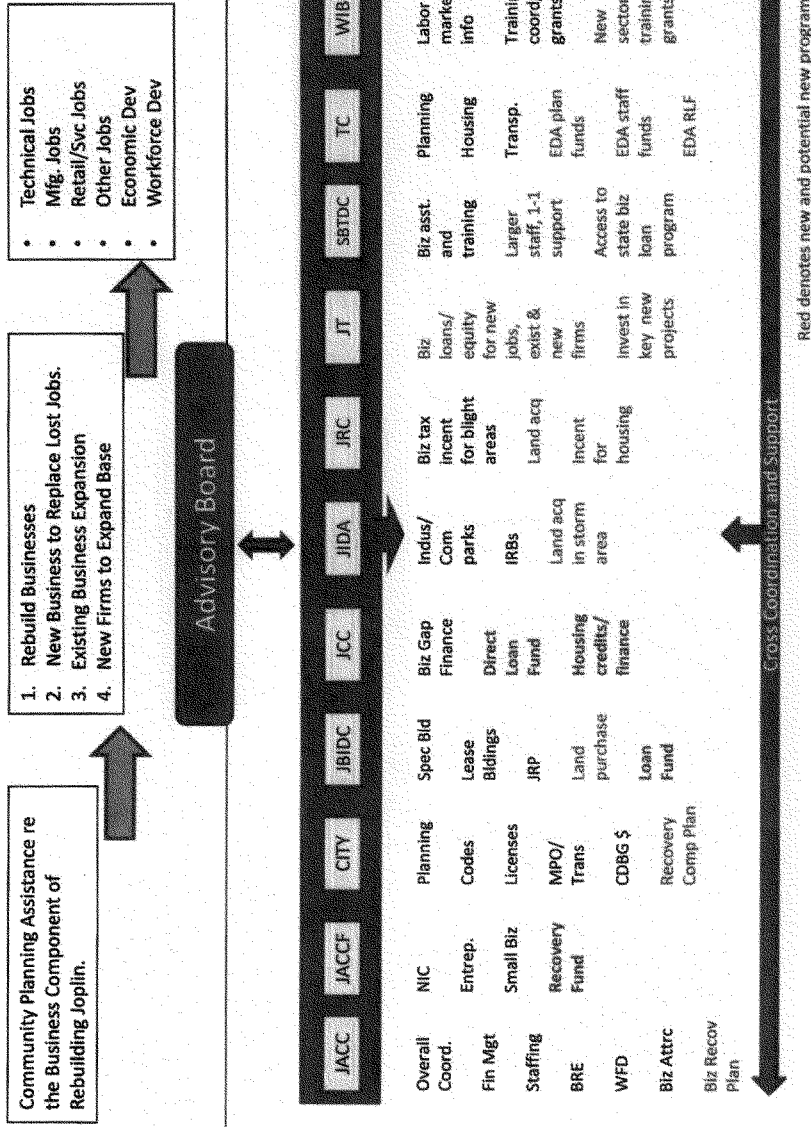 Community Planning Assistance re
the Business Component of
Rebuilding Joplin.
1. Rebuild Businesses
2. New Business to Replace Lost Jobs.
3. Existing Business Expansion
4. New Firms to Expand Base
• Technical Jobs
• Mfg. Jobs
• Retail/Svc Jobs
• Other Jobs
• Economic Dev
• Workforce Dev
Advisory Board
JACC
JACCF
CITY
JBIDC
JCC
JIDA
JRC
JT
SBTDC
TC
WIB
Overall
Coord.
Fin Mgt
Staffing
BRE
WFD
Biz Attrc
Biz Recov
Plan
NIC
Entrep.
Small Biz
Recovery
Fund
Planning
Codes
Licenses
MPO/
Trans
CDBG $
Recovery
Comp Plan
Spec Bld
Lease
Bldings
JRP
Land
purchase
Loan
Fund
Biz Gap
Finance
Direct
Loan
Fund
Housing
credits/
finance
Indus/
Com
parks
IRBs
Land acq
in storm
area
Biz tax
incent
for blight
areas
Land acq
Incent
for
housing
Biz
loans/
equity
for new
jobs,
exist &
new
firms
Invest in
key new
projects
Biz asst.
and
training
Larger
staff, 1-1
support
Access to
state biz
loan
program
Planning
Housing
Transp.
EDA plan
funds
EDA staff
funds
EDA RLF
Labor
marke
info
Trainin
coord,
grants
New
sector
trainin
grants
Cross Coordination and Support
Red denotes new and potential new program